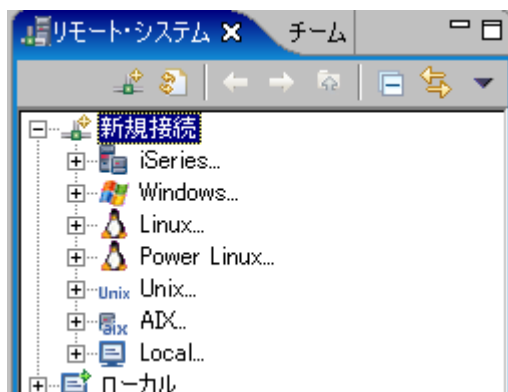 リモート・システム チーム
新規接続
iSeries...
Windows...
Linux...
Power Linux...
Unix Unix...
aix AIX...
Local...
ローカル